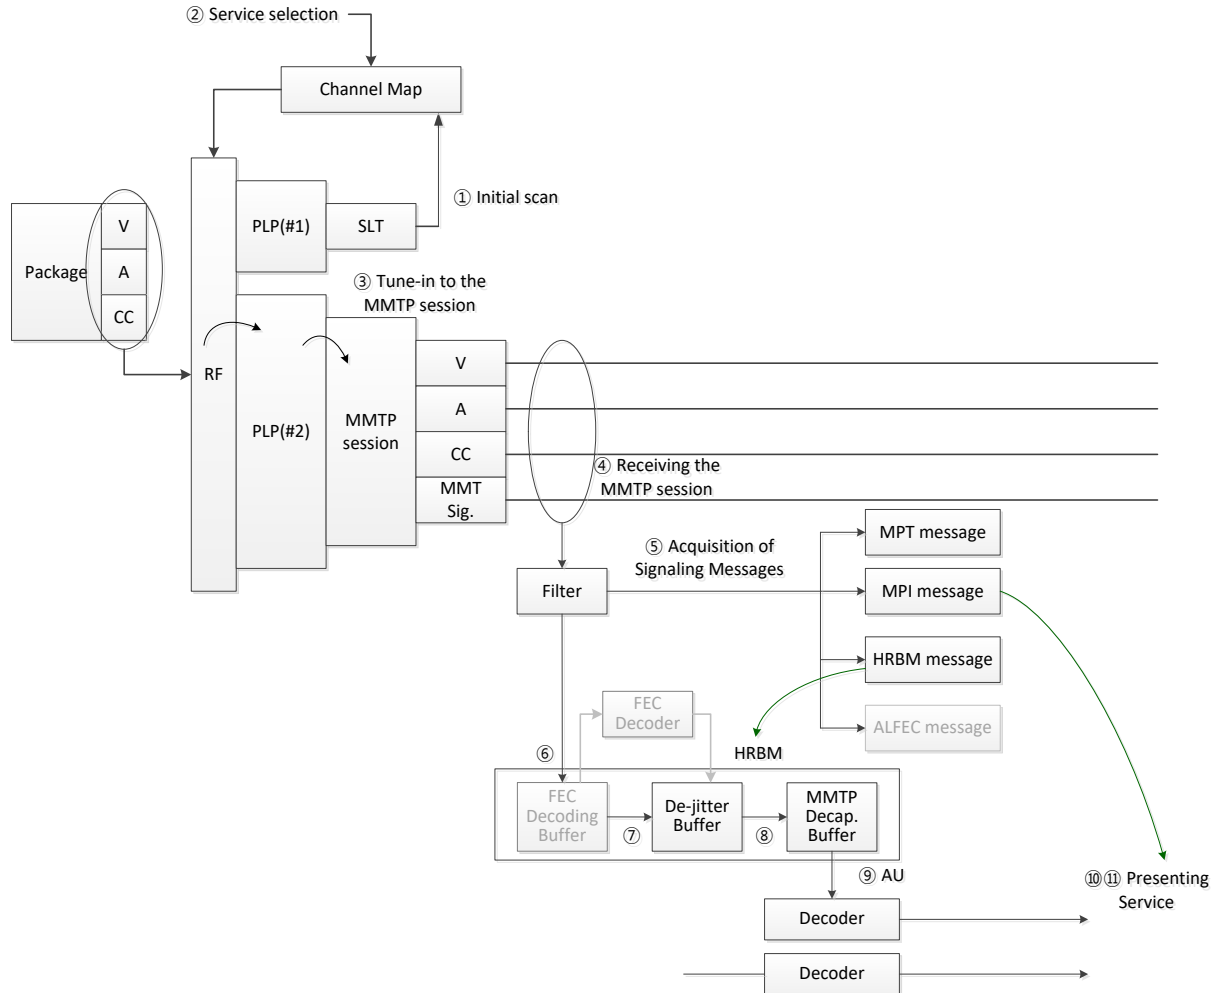 ② Service selection
Channel Map
① Initial scan
PLP(#1)
SLT
Package
V
A
CC
③ Tune-in to the
MMTP session
RF
PLP(#2)
MMTP
session
V
A
CC
MMT
Sig.
④ Receiving the
MMTP session
⑤ Acquisition of
Signaling Messages
Filter
MPT message
MPI message
HRBM message
ALFEC message
FEC
Decoder
HRBM
⑥
FEC
Decoding
Buffer
⑦
De-jitter
Buffer
⑧
MMTP
Decap.
Buffer
⑨ AU
⑩⑪ Presenting
Service
Decoder
Decoder